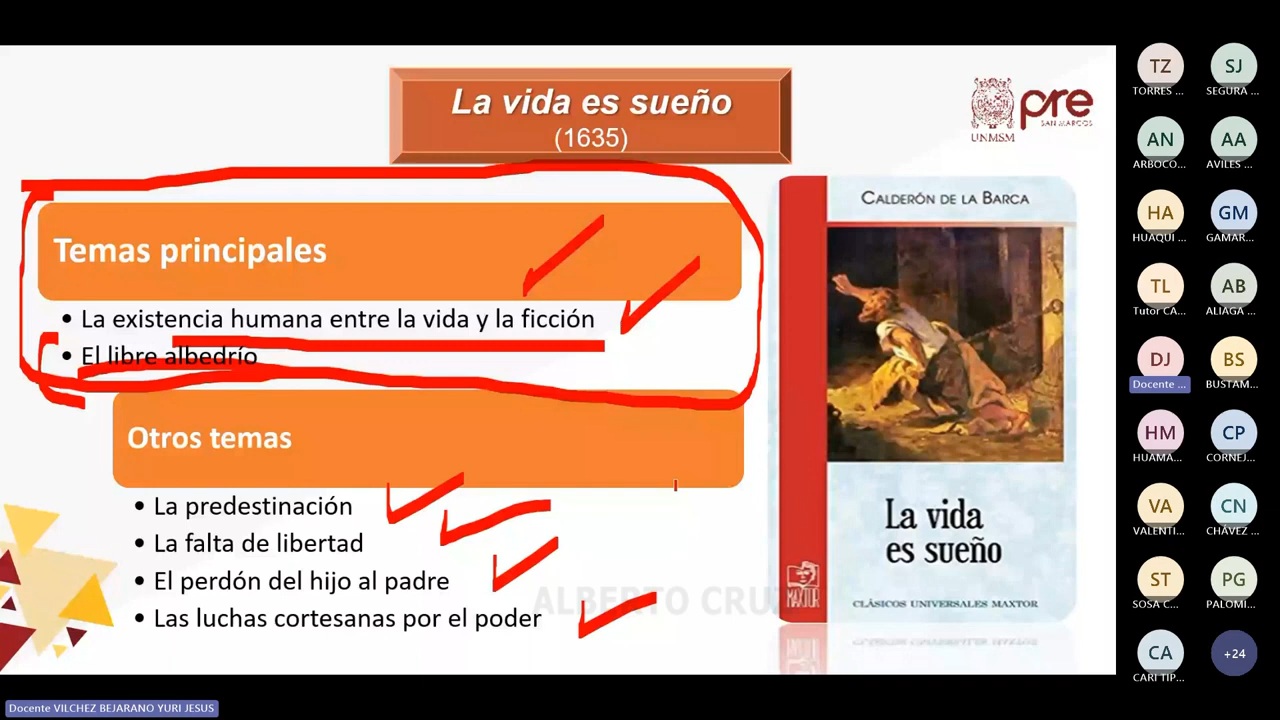 La vida es sueño
(1635)
UNMSM
pre
SAN MARCOS
Temas principales
• La existencia humana entre la vida y la ficción
• El libre albedrío
Otros temas
• La predestinación
• La falta de libertad
• El perdón del hijo al padre
• Las luchas cortesanas por el poder
ALBERTO CRUZ
CALDERÓN DE LA BARCA
La vida
es sueño
MAXTOR
CLÁSICOS UNIVERSALES MAXTOR
TZ
TORRES ...
SJ
SEGURA ...
AN
ARBOCO...
AA
AVILES ...
HA
HUAQUI ...
GM
GAMAR...
TL
Tutor CA...
AB
ALIAGA ...
DJ
Docente ...
BS
BUSTAM...
HM
HUAMA...
CP
CORNEJ...
VA
VALENTI...
CN
CHÁVEZ ...
ST
SOSA C...
PG
PALOMI...
CA
CARI TIP...
+24
Docente VILCHEZ BEJARANO YURI JESUS